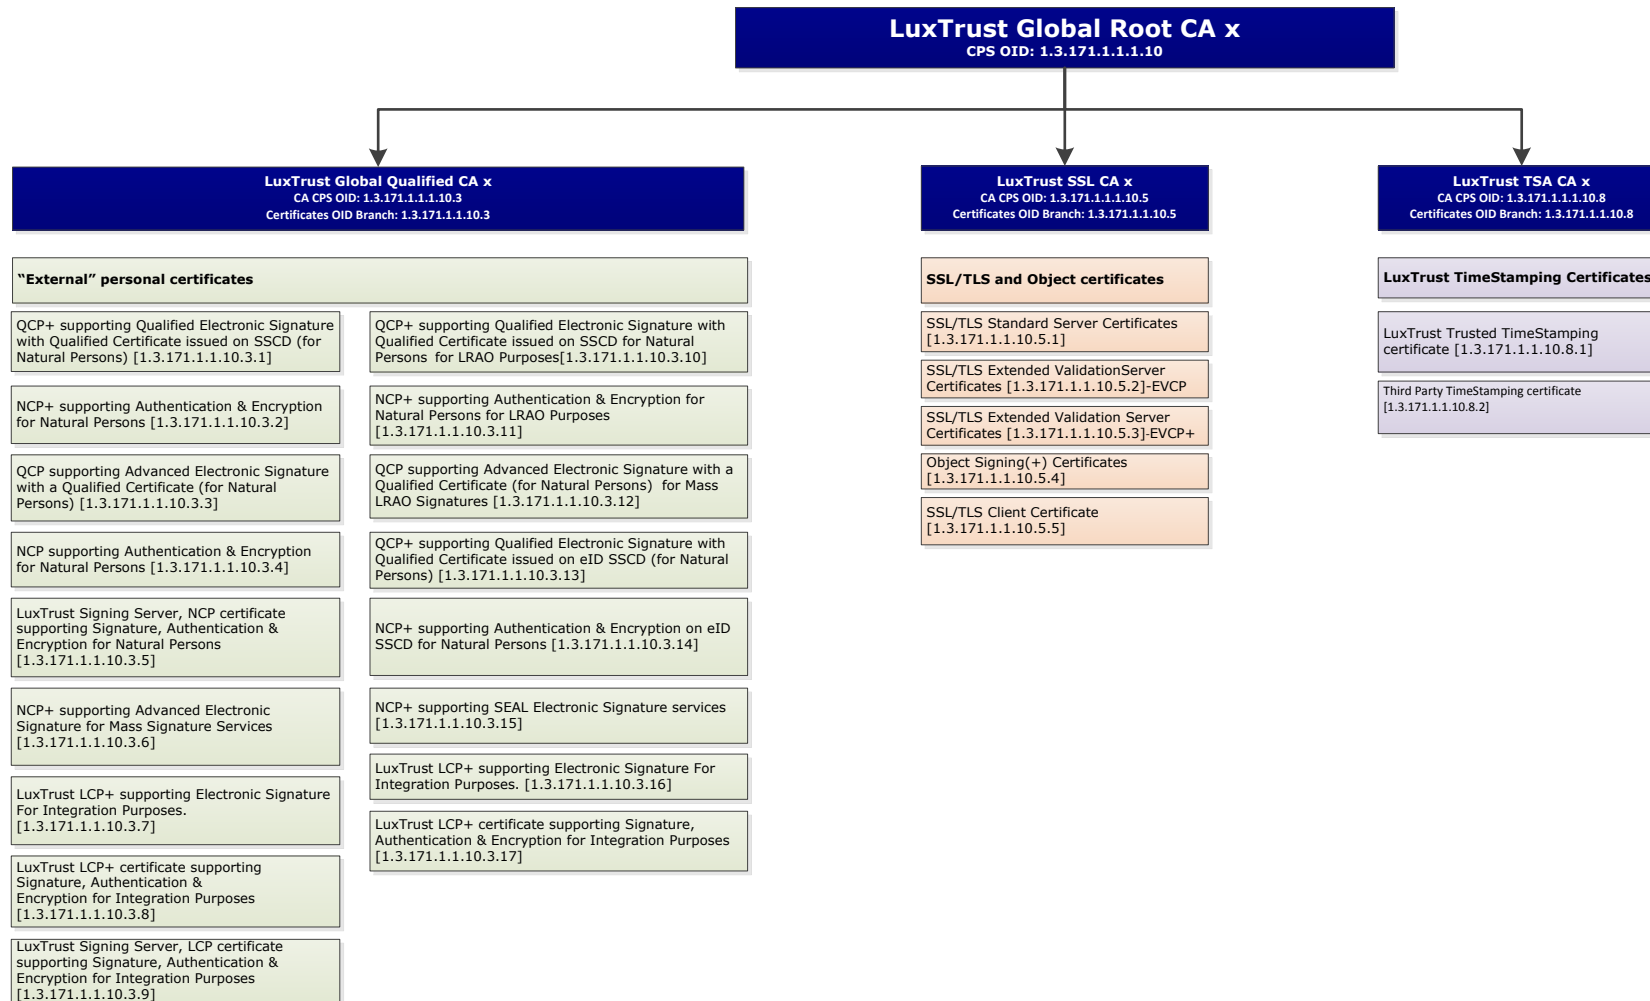 LuxTrust Global Root CA x
CPS OID: 1.3.171.1.1.1.10
LuxTrust Global Qualified CA x
CA CPS OID: 1.3.171.1.1.1.10.3
Certificates OID Branch: 1.3.171.1.1.10.3
LuxTrust SSL CA x
CA CPS OID: 1.3.171.1.1.1.10.5
Certificates OID Branch: 1.3.171.1.1.10.5
LuxTrust TSA CA x
CA CPS OID: 1.3.171.1.1.1.10.8
Certificates OID Branch: 1.3.171.1.1.10.8
“External” personal certificates
QCP+ supporting Qualified Electronic Signature
with Qualified Certificate issued on SSCD (for
Natural Persons) [1.3.171.1.1.10.3.1]
NCP+ supporting Authentication & Encryption
for Natural Persons [1.3.171.1.1.10.3.2]
QCP supporting Advanced Electronic Signature
with a Qualified Certificate (for Natural
Persons) [1.3.171.1.1.10.3.3]
NCP supporting Authentication & Encryption
for Natural Persons [1.3.171.1.1.10.3.4]
LuxTrust Signing Server, NCP certificate
supporting Signature, Authentication &
Encryption for Natural Persons
[1.3.171.1.1.10.3.5]
NCP+ supporting Advanced Electronic
Signature for Mass Signature Services
[1.3.171.1.1.10.3.6]
LuxTrust LCP+ supporting Electronic Signature
For Integration Purposes.
[1.3.171.1.1.10.3.7]
LuxTrust LCP+ certificate supporting
Signature, Authentication &
Encryption for Integration Purposes
[1.3.171.1.1.10.3.8]
LuxTrust Signing Server, LCP certificate
supporting Signature, Authentication &
Encryption for Integration Purposes
[1.3.171.1.1.10.3.9]
QCP+ supporting Qualified Electronic Signature with
Qualified Certificate issued on SSCD for Natural
Persons for LRAO Purposes[1.3.171.1.1.10.3.10]
NCP+ supporting Authentication & Encryption for
Natural Persons for LRAO Purposes
[1.3.171.1.1.10.3.11]
QCP supporting Advanced Electronic Signature with a
Qualified Certificate (for Natural Persons) for Mass
LRAO Signatures [1.3.171.1.1.10.3.12]
QCP+ supporting Qualified Electronic Signature with
Qualified Certificate issued on eID SSCD (for Natural
Persons) [1.3.171.1.1.10.3.13]
NCP+ supporting Authentication & Encryption on eID
SSCD for Natural Persons [1.3.171.1.1.10.3.14]
NCP+ supporting SEAL Electronic Signature services
[1.3.171.1.1.10.3.15]
LuxTrust LCP+ supporting Electronic Signature For
Integration Purposes. [1.3.171.1.1.10.3.16]
LuxTrust LCP+ certificate supporting Signature,
Authentication & Encryption for Integration Purposes
[1.3.171.1.1.10.3.17]
SSL/TLS and Object certificates
SSL/TLS Standard Server Certificates
[1.3.171.1.1.10.5.1]
SSL/TLS Extended ValidationServer
Certificates [1.3.171.1.1.10.5.2]-EVCP
SSL/TLS Extended Validation Server
Certificates [1.3.171.1.1.10.5.3]-EVCP+
Object Signing(+) Certificates
[1.3.171.1.1.10.5.4]
SSL/TLS Client Certificate
[1.3.171.1.1.10.5.5]
LuxTrust TimeStamping Certificates
LuxTrust Trusted TimeStamping
certificate [1.3.171.1.1.10.8.1]
Third Party TimeStamping certificate
[1.3.171.1.1.10.8.2]